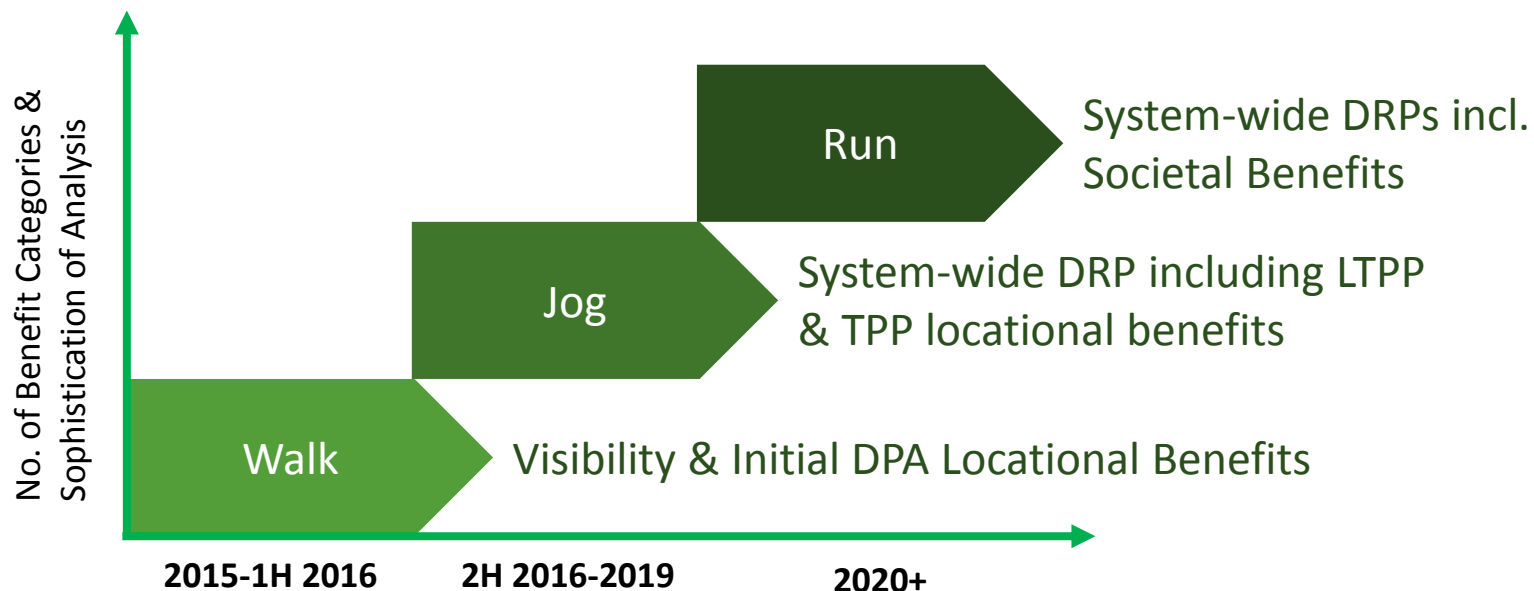 No. of Benefit Categories &
Sophistication of Analysis
Run
System-wide DRPs incl.
Societal Benefits
Jog
System-wide DRP including LTPP
& TPP locational benefits
Walk
Visibility & Initial DPA Locational Benefits
2015-1H 2016
2H 2016-2019
2020+